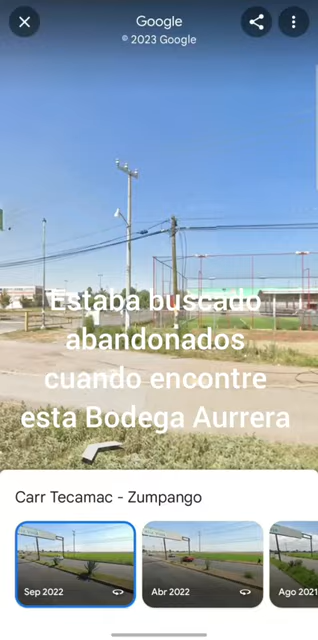 Google
© 2023 Google
Estaba buscado
abandonados
cuando encontre
esta Bodega Aurrera
Carr Tecamac - Zumpango
Sep 2022
Abr 2022
Ago 2021